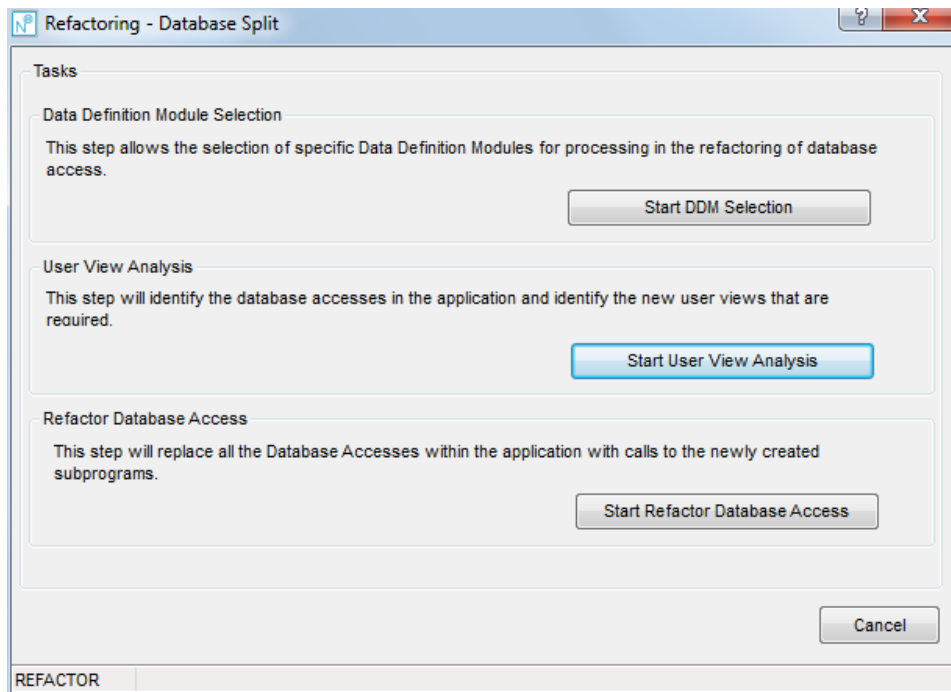 Refactoring - Database Split
Tasks
Data Definition Module Selection
This step allows the selection of specific Data Definition Modules for processing in the refactoring of database
access.
Start DDM Selection
User View Analysis
This step will identify the database accesses in the application and identify the new user views that are
required.
Start User View Analysis
Refactor Database Access
This step will replace all the Database Accesses within the application with calls to the newly created
subprograms.
Start Refactor Database Access
Cancel
REFACTOR